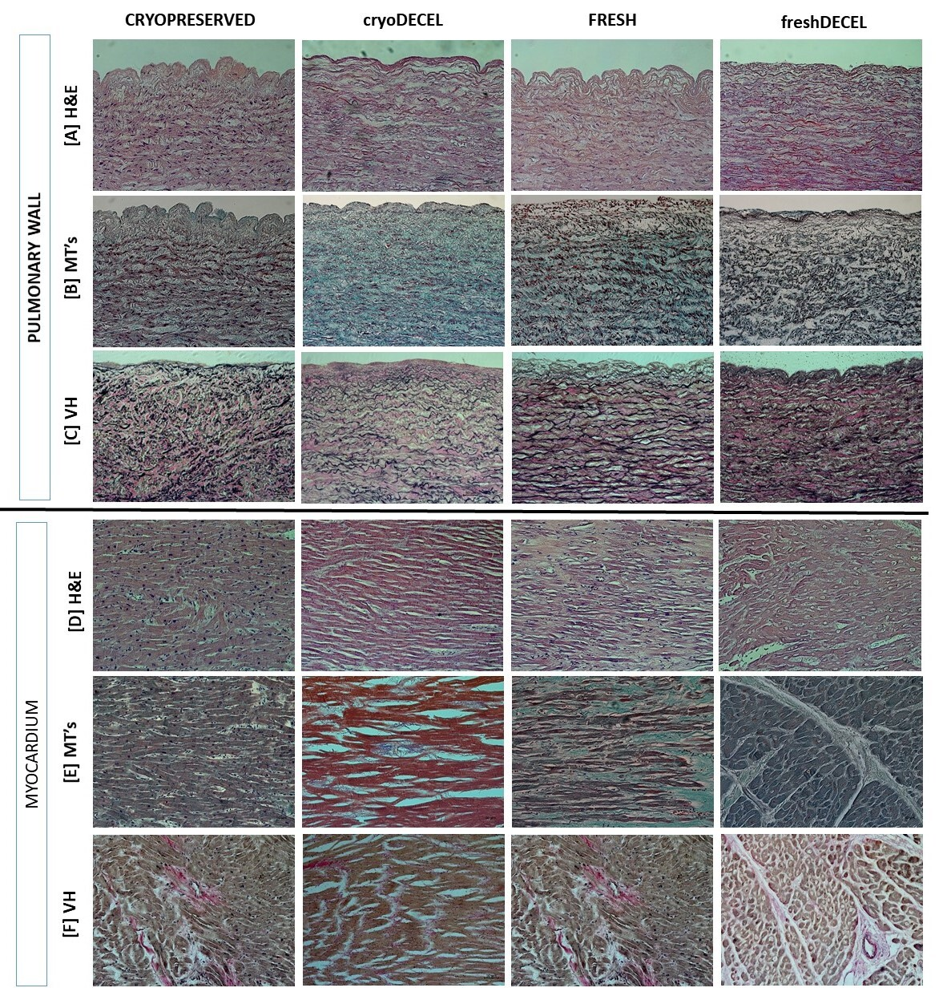 CRYOPRESERVED cryoDECEL FRESH freshDECEL
PULMONARY WALL
[A] H&E
[B] MT's
[C] VH
MYOCARDIUM
[D] H&E
[E] MT's
[F] VH